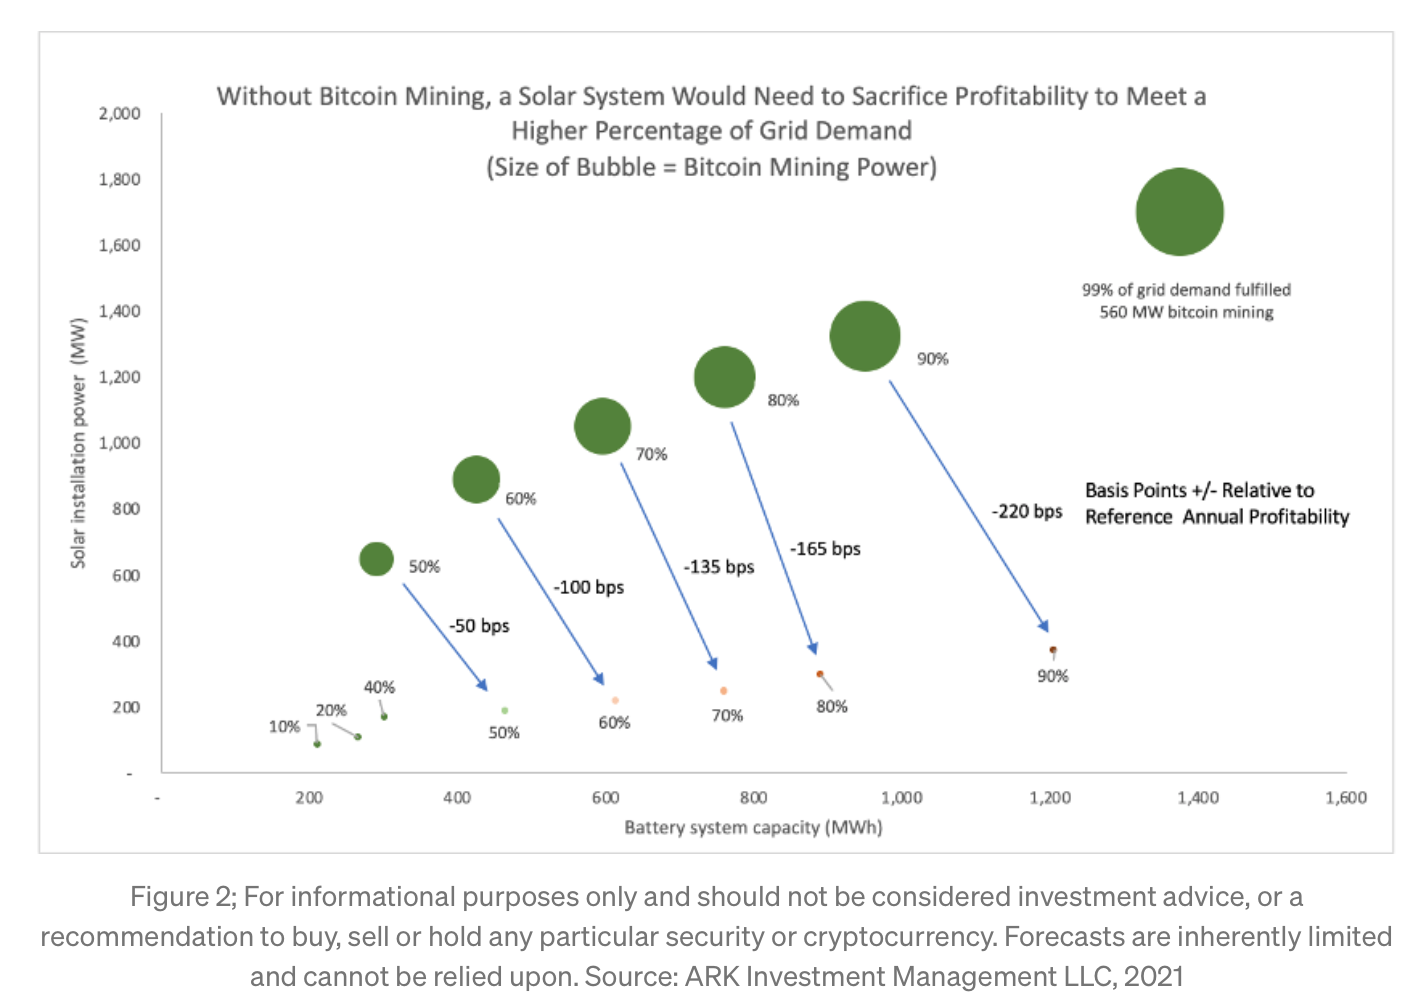 Without Bitcoin Mining, a Solar System Would Need to Sacrifice Profitability to Meet a
Higher Percentage of Grid Demand
(Size of Bubble = Bitcoin Mining Power)
2,000
1,800
1,600
1,400
1,200
1,000
800
600
400
200
-
Solar installation power (MW)
99% of grid demand fulfilled
560 MW bitcoin mining
90%
80%
70%
60%
50%
Basis Points +/- Relative to
Reference Annual Profitability
-220 bps
-165 bps
-135 bps
-100 bps
-50 bps
10%
20%
40%
50%
60%
70%
80%
90%
-
200
400
600
800
1,000
1,200
1,400
1,600
Battery system capacity (MWh)
Figure 2; For informational purposes only and should not be considered investment advice, or a
recommendation to buy, sell or hold any particular security or cryptocurrency. Forecasts are inherently limited
and cannot be relied upon. Source: ARK Investment Management LLC, 2021